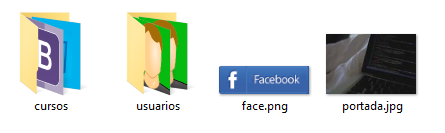 B
f Facebook
cursos
usuarios
face.png
portada.jpg